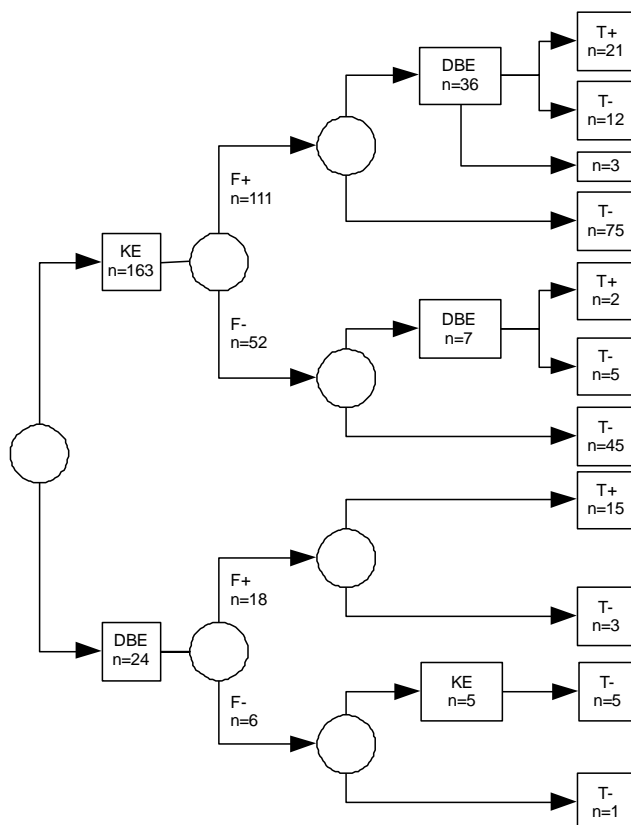 T+
n=21
DBE
n=36
T-
n=12
n=3
F+
n=111
T-
n=75
KE
n=163
T+
n=2
DBE
n=7
F-
n=52
T-
n=5
T-
n=45
T+
n=15
F+
n=18
T-
n=3
DBE
n=24
KE
n=5
T-
n=5
F-
n=6
T-
n=1